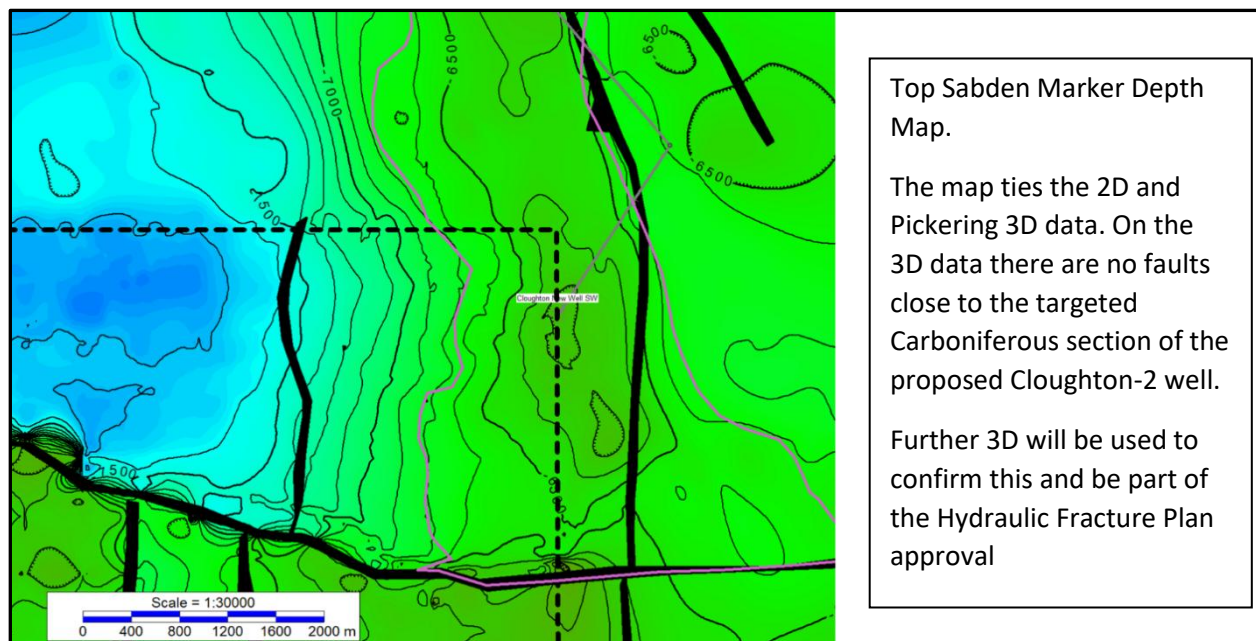 -6500
-7000
-6500
-6500
1500
Cloughton New Well SW
1500
Scale = 1:30000
0 400 800 1200 1600 2000 m
Top Sabden Marker Depth
Map.
The map ties the 2D and
Pickering 3D data. On the
3D data there are no faults
close to the targeted
Carboniferous section of the
proposed Cloughton-2 well.
Further 3D will be used to
confirm this and be part of
the Hydraulic Fracture Plan
approval